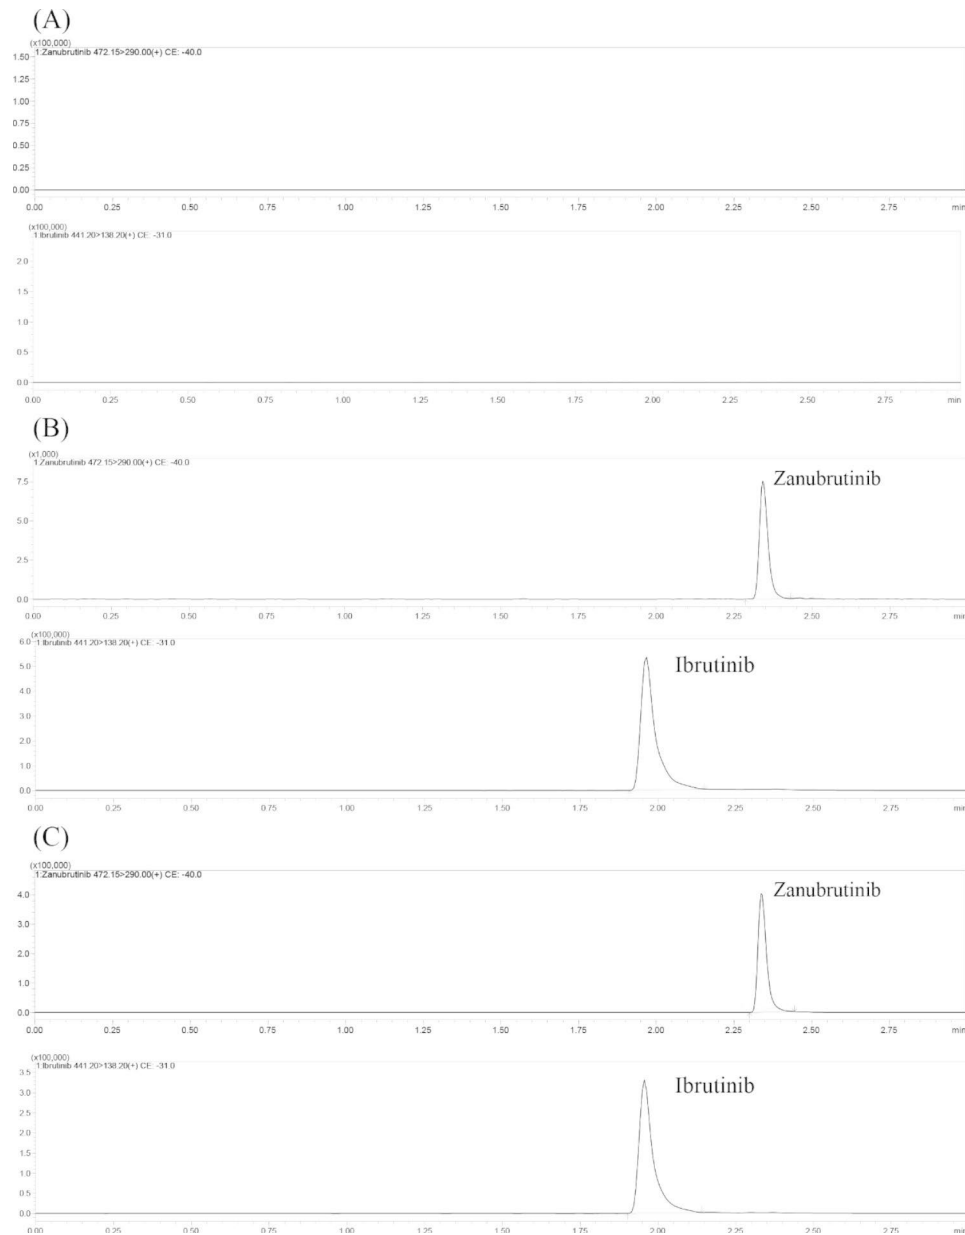 (A)
(x100,000)
1:Zanubrutinib 472.15>290.00(+) CE: -40.0
1.50
1.25
1.00
0.75
0.50
0.25
0.00
0.00 0.25 0.50 0.75 1.00 1.25 1.50 1.75 2.00 2.25 2.50 2.75 min
(x100,000)
1:Ibrutinib 441.20>138.20(+) CE: -31.0
2.0
1.5
1.0
0.5
0.0
0.00 0.25 0.50 0.75 1.00 1.25 1.50 1.75 2.00 2.25 2.50 2.75 min
(B)
(x1,000)
1:Zanubrutinib 472.15>290.00(+) CE: -40.0
7.5
Zanubrutinib
5.0
2.5
0.0
0.00 0.25 0.50 0.75 1.00 1.25 1.50 1.75 2.00 2.25 2.50 2.75 min
(x100,000)
6.0
1:Ibrutinib 441.20>138.20(+) CE: -31.0
5.0
Ibrutinib
4.0
3.0
2.0
1.0
0.0
0.00 0.25 0.50 0.75 1.00 1.25 1.50 1.75 2.00 2.25 2.50 2.75 min
(C)
(x100,000)
1:Zanubrutinib 472.15>290.00(+) CE: -40.0
4.0
Zanubrutinib
3.0
2.0
1.0
0.0
0.00 0.25 0.50 0.75 1.00 1.25 1.50 1.75 2.00 2.25 2.50 2.75 min
(x100,000)
1:Ibrutinib 441.20>138.20(+) CE: -31.0
3.5
Ibrutinib
3.0
2.5
2.0
1.5
1.0
0.5
0.0
0.00 0.25 0.50 0.75 1.00 1.25 1.50 1.75 2.00 2.25 2.50 2.75 min